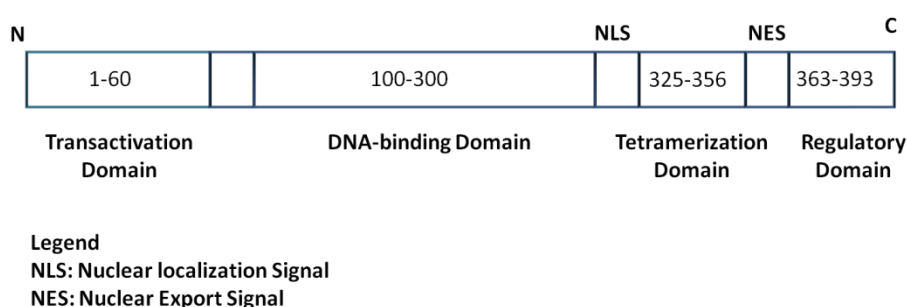 N NLS NES C
1-60 100-300 325-356 363-393
Transactivation Domain
DNA-binding Domain
Tetramerization Domain
Regulatory Domain
Legend
NLS: Nuclear localization Signal
NES: Nuclear Export Signal